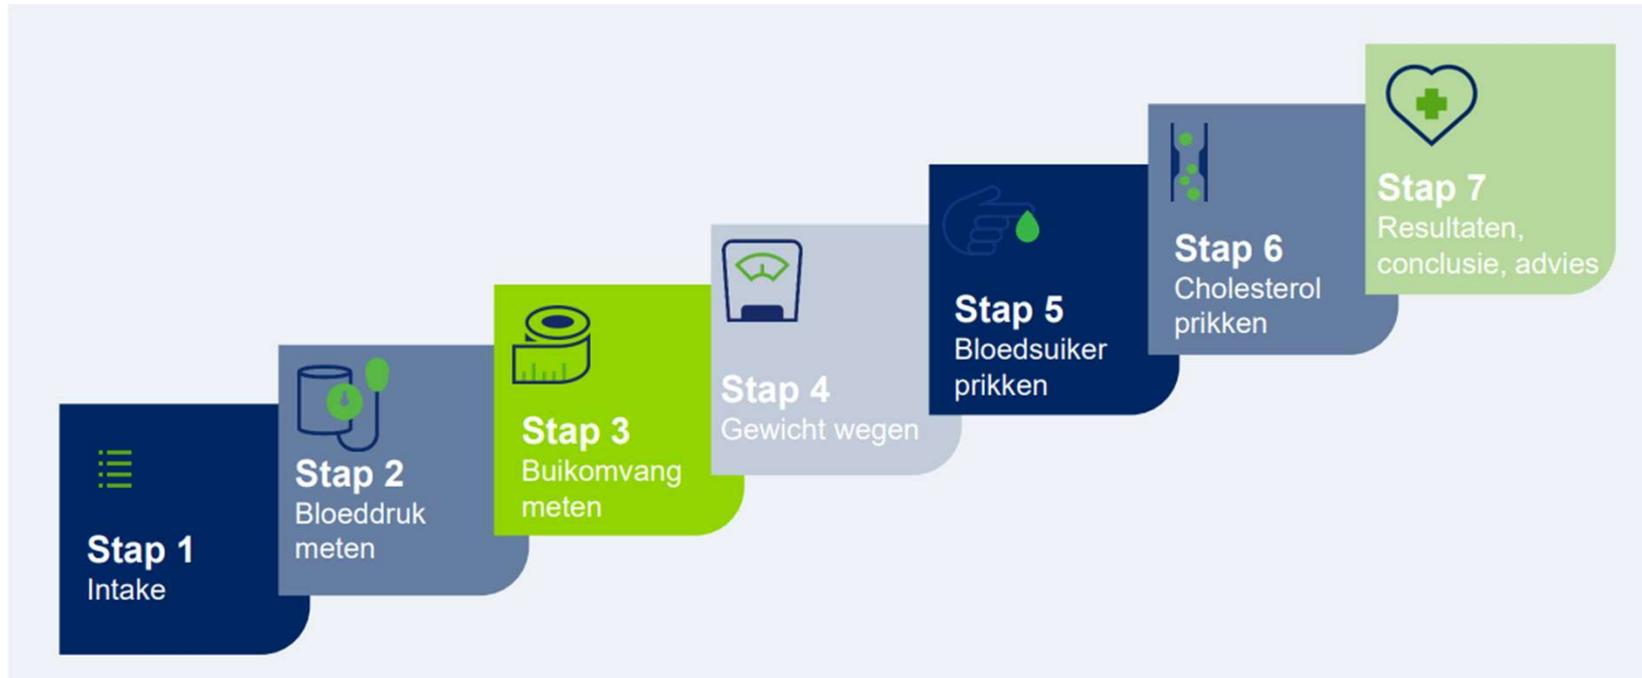 Stap 1
Intake
Stap 2
Bloeddruk
meten
Stap 3
Buikomvang
meten
Stap 4
Gewicht wegen
Stap 5
Bloedsuiker
prikken
Stap 6
Cholesterol
prikken
Stap 7
Resultaten,
conclusie, advies